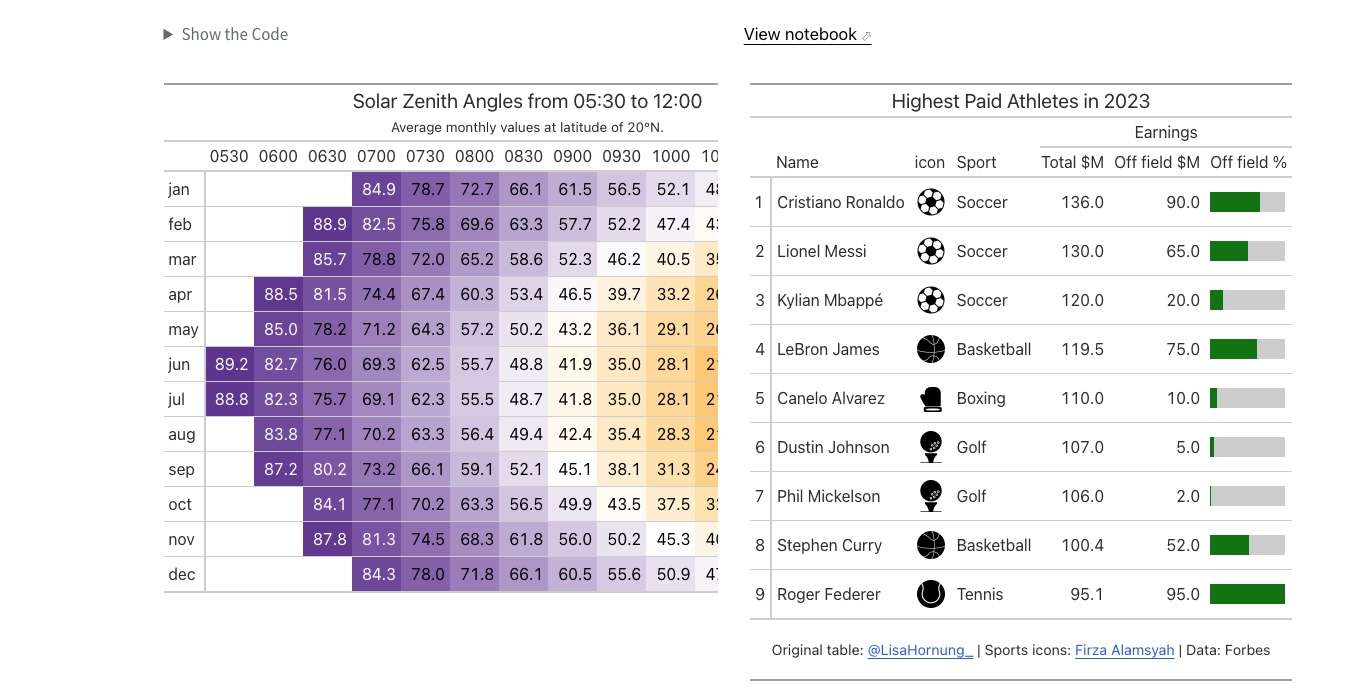 ▶ Show the Code
View notebook ⬀
Solar Zenith Angles from 05:30 to 12:00
Average monthly values at latitude of 20°N.
0530 0600 0630 0700 0730 0800 0830 0900 0930 1000 10
jan 84.9 78.7 72.7 66.1 61.5 56.5 52.1
feb 88.9 82.5 75.8 69.6 63.3 57.7 52.2 47.4
mar 85.7 78.8 72.0 65.2 58.6 52.3 46.2 40.5
apr 88.5 81.5 74.4 67.4 60.3 53.4 46.5 39.7 33.2
may 85.0 78.2 71.2 64.3 57.2 50.2 43.2 36.1 29.1
jun 89.2 82.7 76.0 69.3 62.5 55.7 48.8 41.9 35.0 28.1
jul 88.8 82.3 75.7 69.1 62.3 55.5 48.7 41.8 35.0 28.1
aug 83.8 77.1 70.2 63.3 56.4 49.4 42.4 35.4 28.3
sep 87.2 80.2 73.2 66.1 59.1 52.1 45.1 38.1 31.3
oct 84.1 77.1 70.2 63.3 56.5 49.9 43.5 37.5
nov 87.8 81.3 74.5 68.3 61.8 56.0 50.2 45.3
dec 84.3 78.0 71.8 66.1 60.5 55.6 50.9
Highest Paid Athletes in 2023
Earnings
Name icon Sport Total $M Off field $M Off field %
1 Cristiano Ronaldo Soccer 136.0 90.0
2 Lionel Messi Soccer 130.0 65.0
3 Kylian Mbappé Soccer 120.0 20.0
4 LeBron James Basketball 119.5 75.0
5 Canelo Alvarez Boxing 110.0 10.0
6 Dustin Johnson Golf 107.0 5.0
7 Phil Mickelson Golf 106.0 2.0
8 Stephen Curry Basketball 100.4 52.0
9 Roger Federer Tennis 95.1 95.0
Original table: @LisaHornung_ | Sports icons: Firza Alamsyah | Data: Forbes